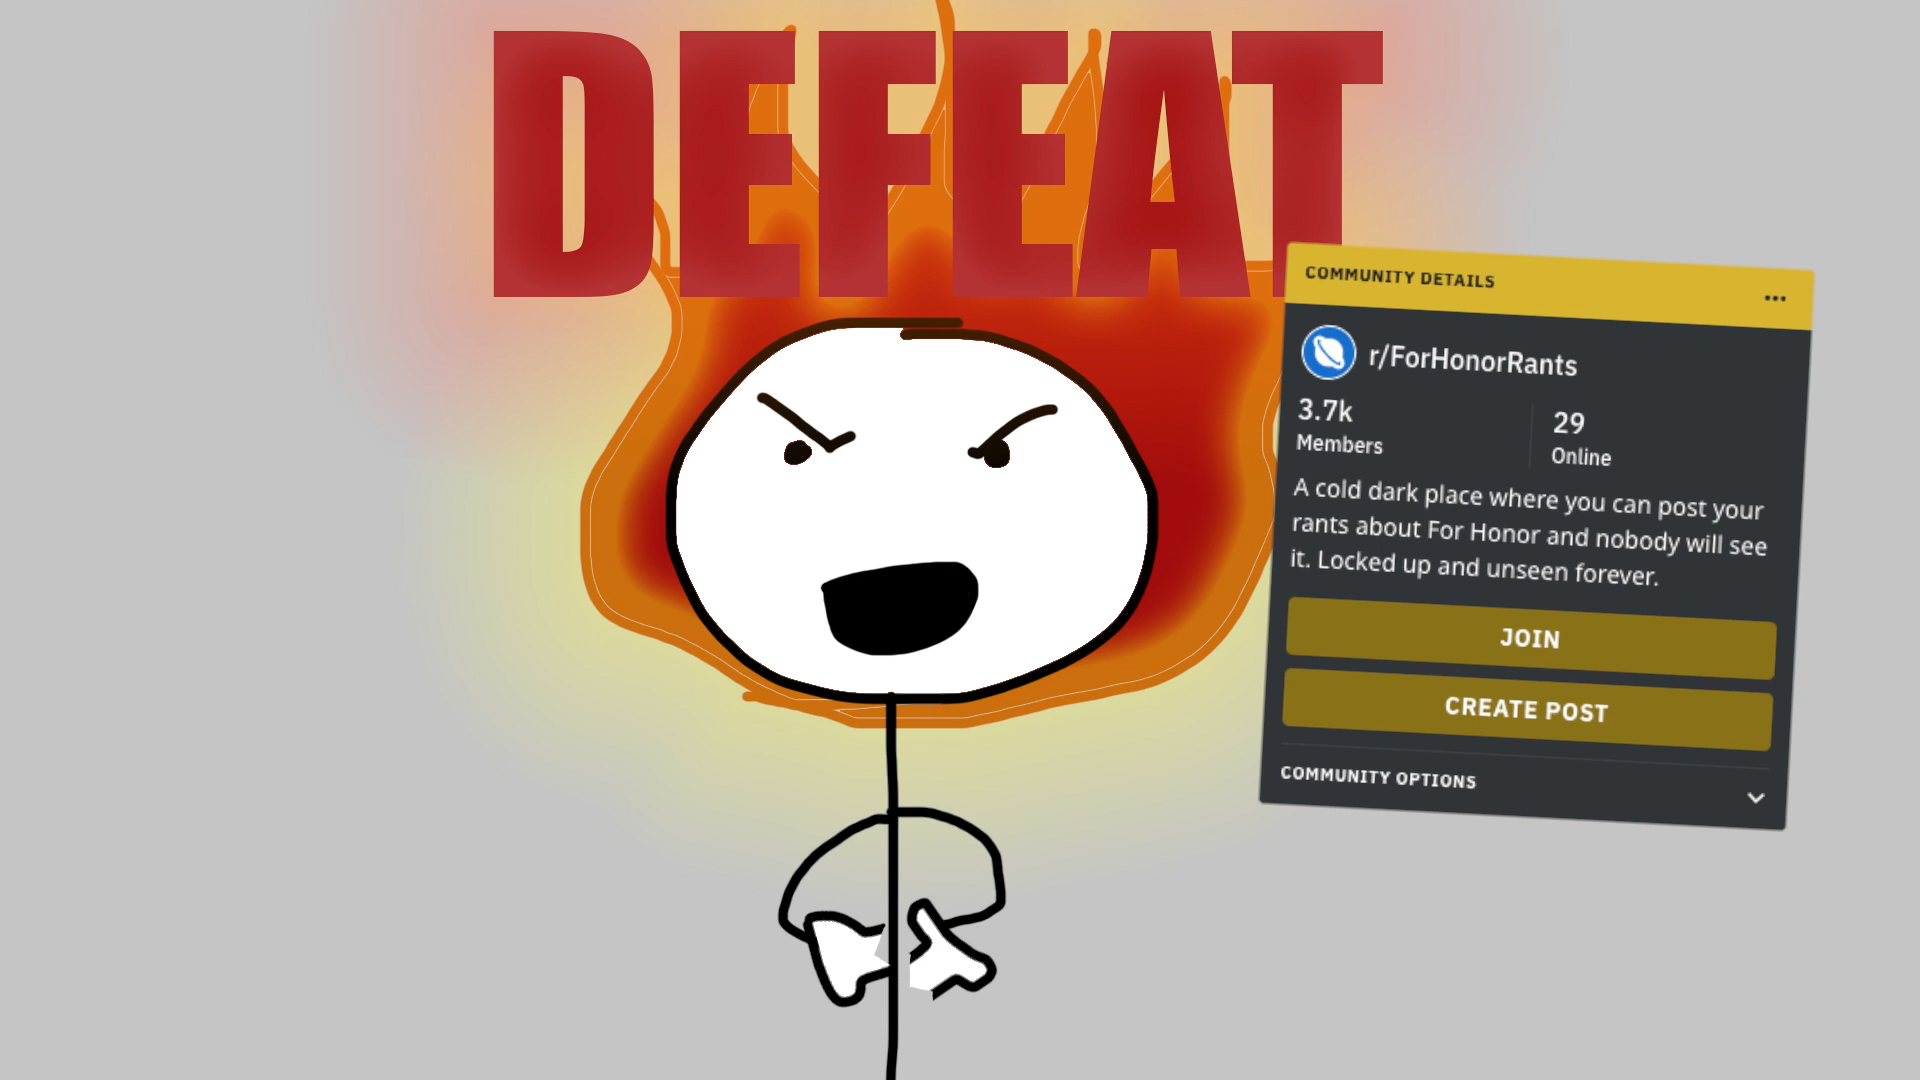 DEFEAT
COMMUNITY DETAILS
r/ForHonorRants
3.7k
Members
29
Online
A cold dark place where you can post your
rants about For Honor and nobody will see
it. Locked up and unseen forever.
JOIN
CREATE POST
COMMUNITY OPTIONS